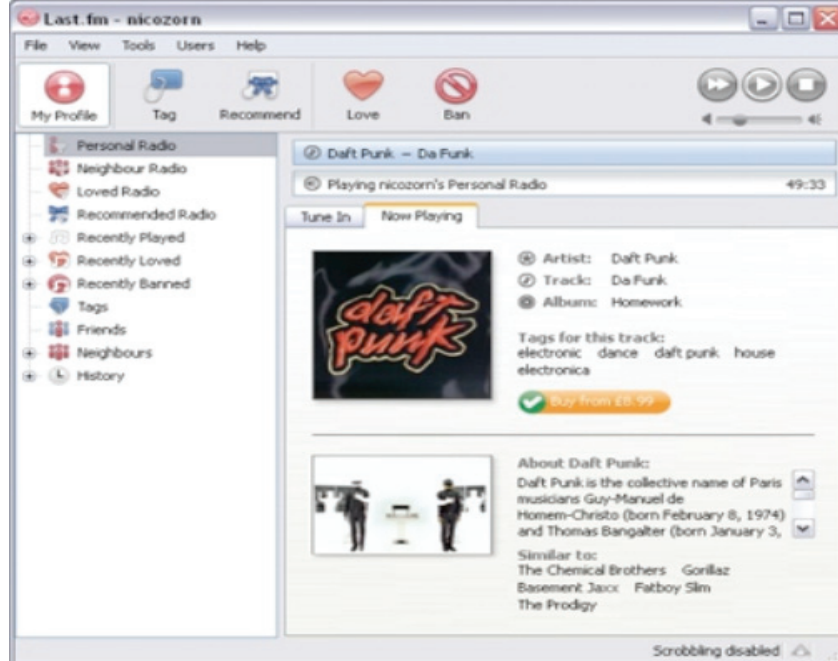 Last.fm - nicozorn
File View Tools Users Help
My Profile Tag Recommend Love Ban
Personal Radio
Neighbour Radio
Loved Radio
Recommended Radio
Recently Played
Recently Loved
Recently Banned
Tags
Friends
Neighbours
History
Daft Punk – Da Funk
Playing nicozorn's Personal Radio 49:33
Tune In Now Playing
daft
punk
Artist: Daft Punk
Track: Da Funk
Album: Homework
Tags for this track:
electronic dance daft punk house
electronica
Buy from £8.99
About Daft Punk:
Daft Punk is the collective name of Paris
musicians Guy-Manuel de
Homem-Christo (born February 8, 1974)
and Thomas Bangalter (born January 3,
Similar to:
The Chemical Brothers Gorillaz
Basement Jaxx Fatboy Slim
The Prodigy
Scrobbling disabled